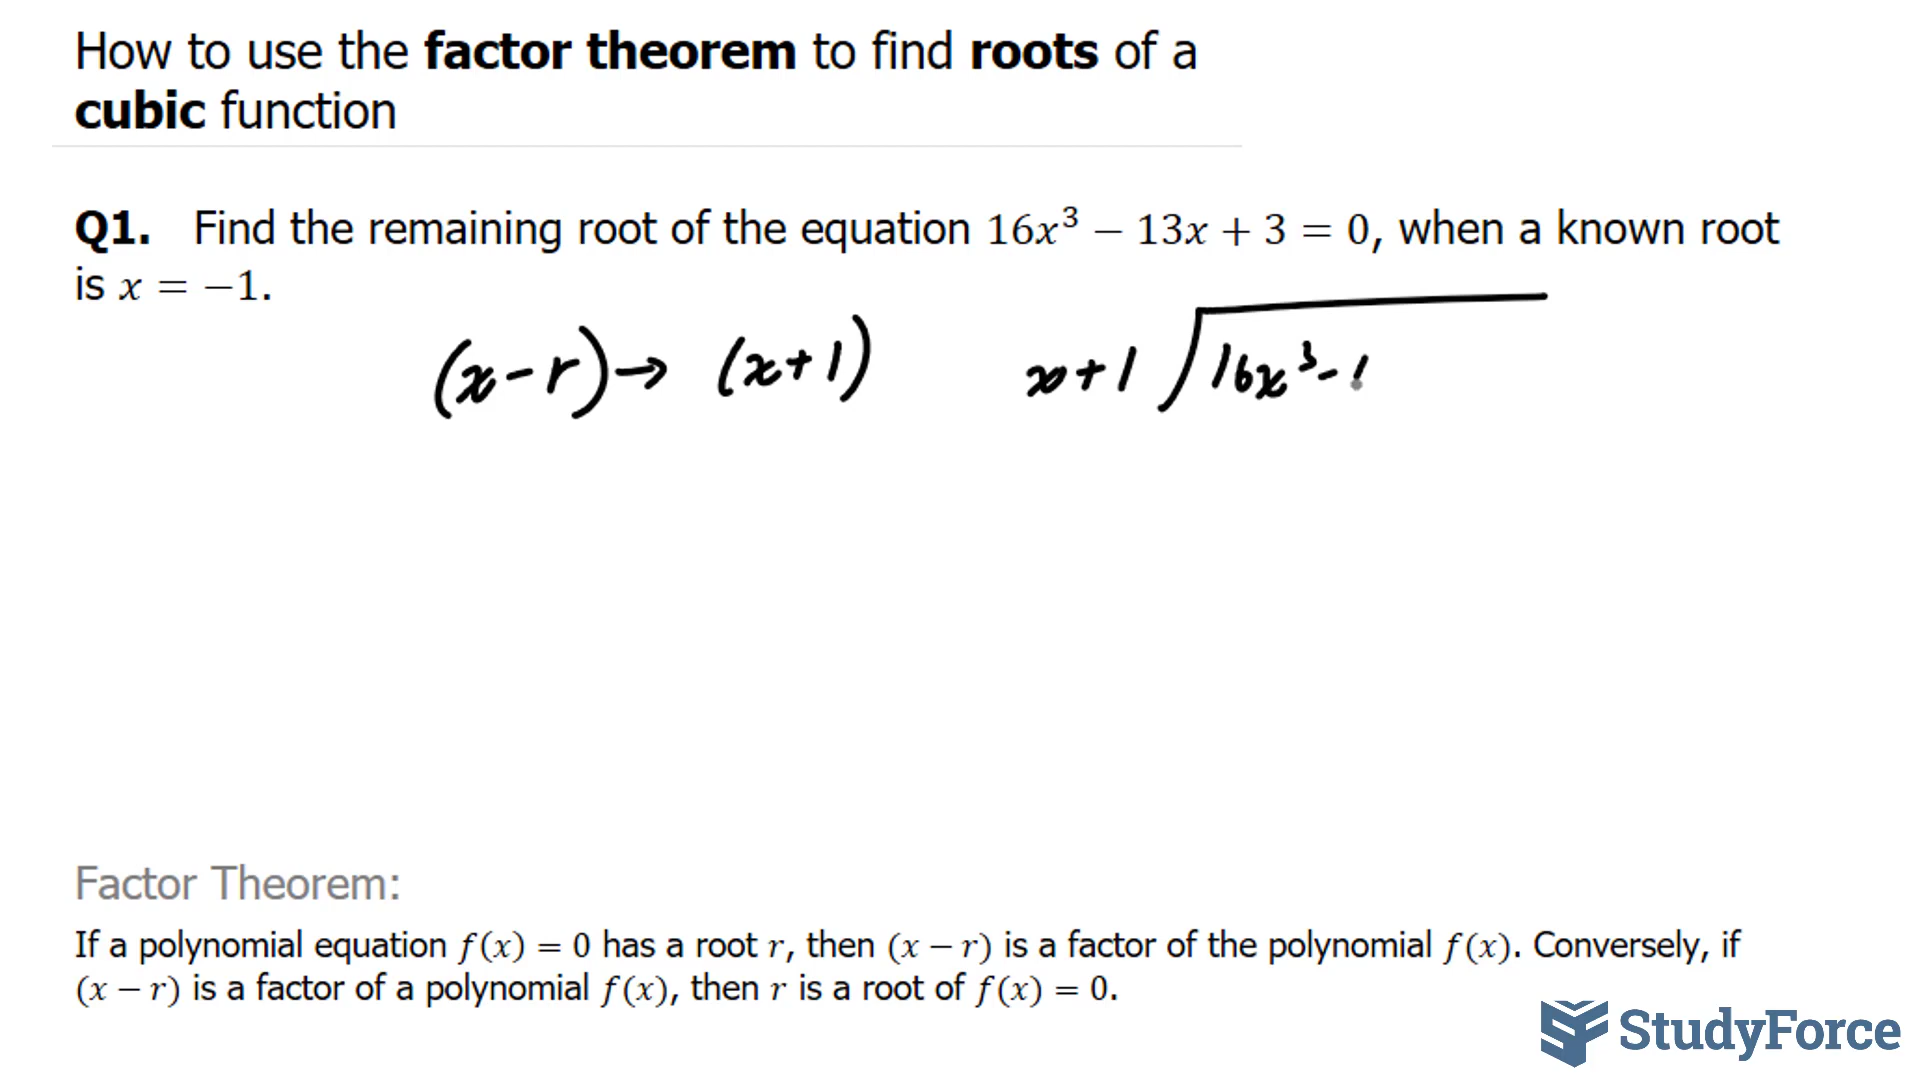 How to use the factor theorem to find roots of a
cubic function
Q1. Find the remaining root of the equation 16x³ − 13x + 3 = 0, when a known root
is x = −1.
(x-r)→ (x+1) x+1 16x³-1
Factor Theorem:
If a polynomial equation f(x) = 0 has a root r, then (x − r) is a factor of the polynomial f(x). Conversely, if
(x − r) is a factor of a polynomial f(x), then r is a root of f(x) = 0.
StudyForce